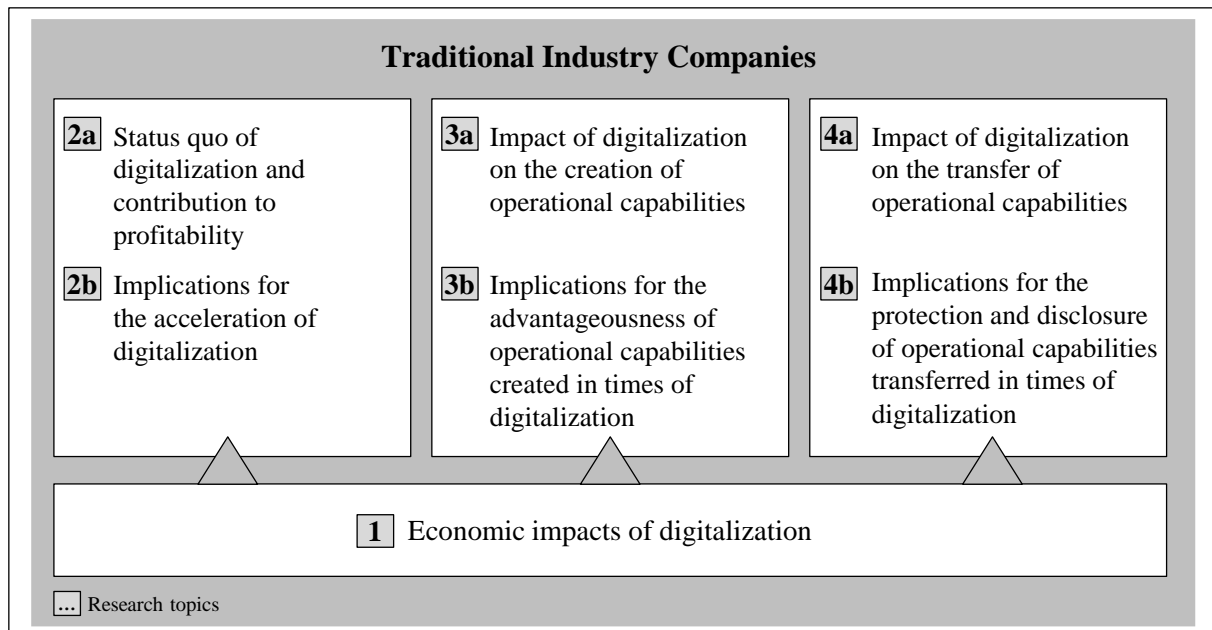 Traditional Industry Companies
2a Status quo of
digitalization and
contribution to
profitability
2b Implications for
the acceleration of
digitalization
3a Impact of digitalization
on the creation of
operational capabilities
3b Implications for the
advantageousness of
operational capabilities
created in times of
digitalization
4a Impact of digitalization
on the transfer of
operational capabilities
4b Implications for the
protection and disclosure
of operational capabilities
transferred in times of
digitalization
1 Economic impacts of digitalization
... Research topics